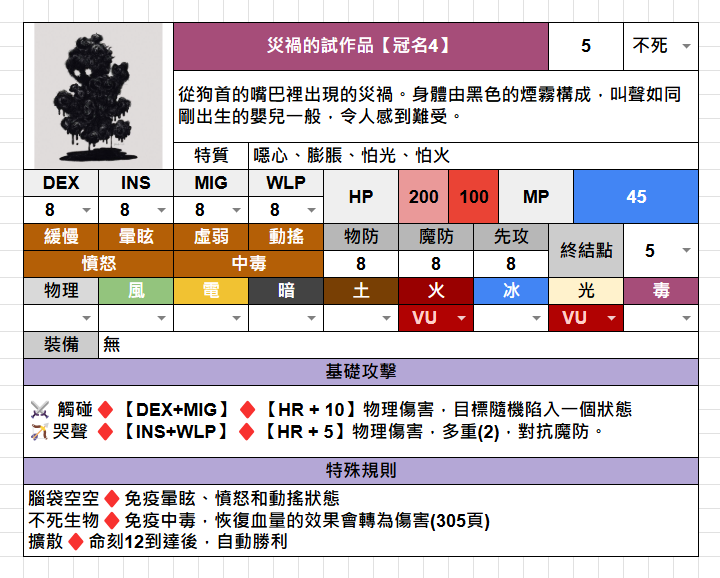 災禍的試作品【冠名4】 5 不死
從狗首的嘴巴裡出現的災禍。身體由黑色的煙霧構成，叫聲如同
剛出生的嬰兒一般，令人感到難受。
特質 噁心、膨脹、怕光、怕火
DEX INS MIG WLP HP 200 100 MP 45
8 8 8 8
緩慢 暈眩 虛弱 動搖 物防 魔防 先攻 終結點 5
憤怒 中毒 8 8 8
物理 風 電 暗 土 火 冰 光 毒
VU VU
裝備 無
基礎攻擊
⚔️ 觸碰♦️【DEX+MIG】♦️【HR + 10】物理傷害，目標隨機陷入一個狀態
🏹哭聲♦️【INS+WLP】♦️【HR + 5】物理傷害，多重(2)，對抗魔防。
特殊規則
腦袋空空♦️免疫暈眩、憤怒和動搖狀態
不死生物♦️免疫中毒，恢復血量的效果會轉為傷害(305頁)
擴散♦️命刻12到達後，自動勝利